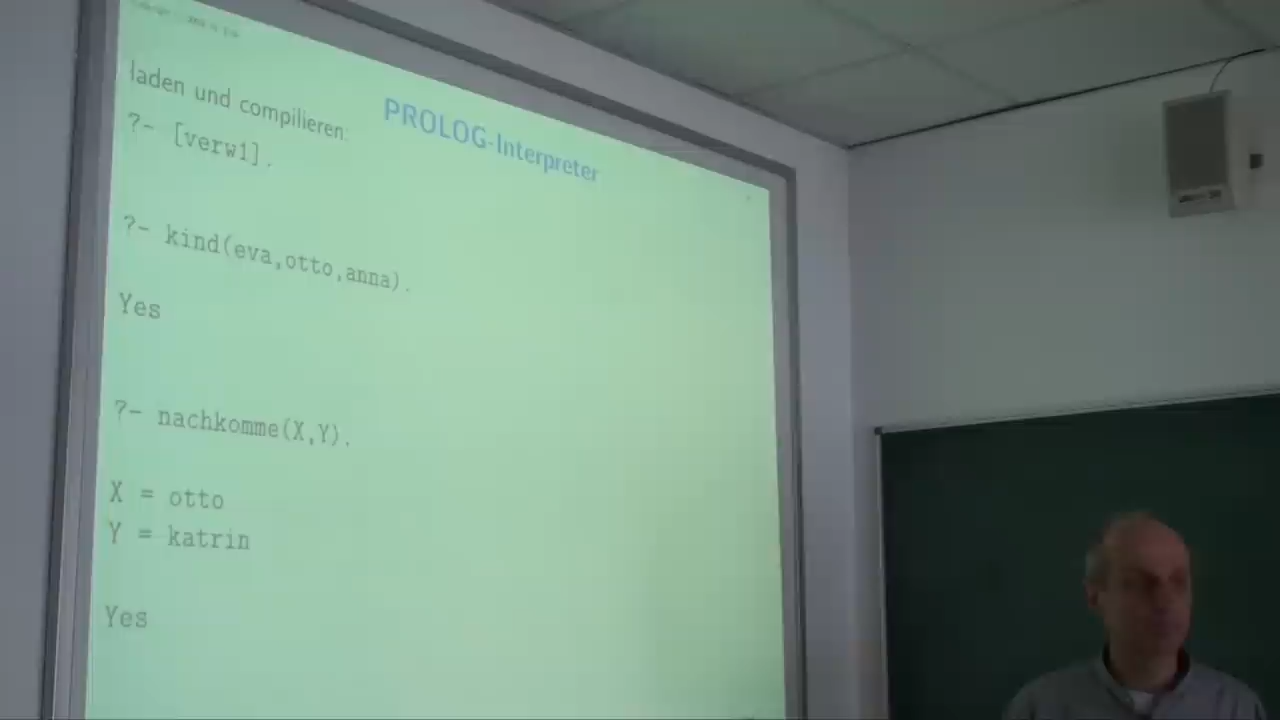 PROLOG-Interpreter
laden und compilieren:
?- [verw1].
?- kind(eva,otto,anna).
Yes
?- nachkomme(X,Y).
X = otto
Y = katrin
Yes